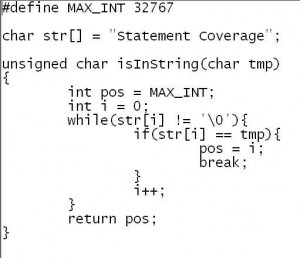 #define MAX_INT 32767
char str[] = "Statement Coverage";
unsigned char isInString(char tmp)
{
int pos = MAX_INT;
int i = 0;
while(str[i] != '\0'){
if(str[i] == tmp){
pos = i;
break;
}
i++;
}
return pos;
}